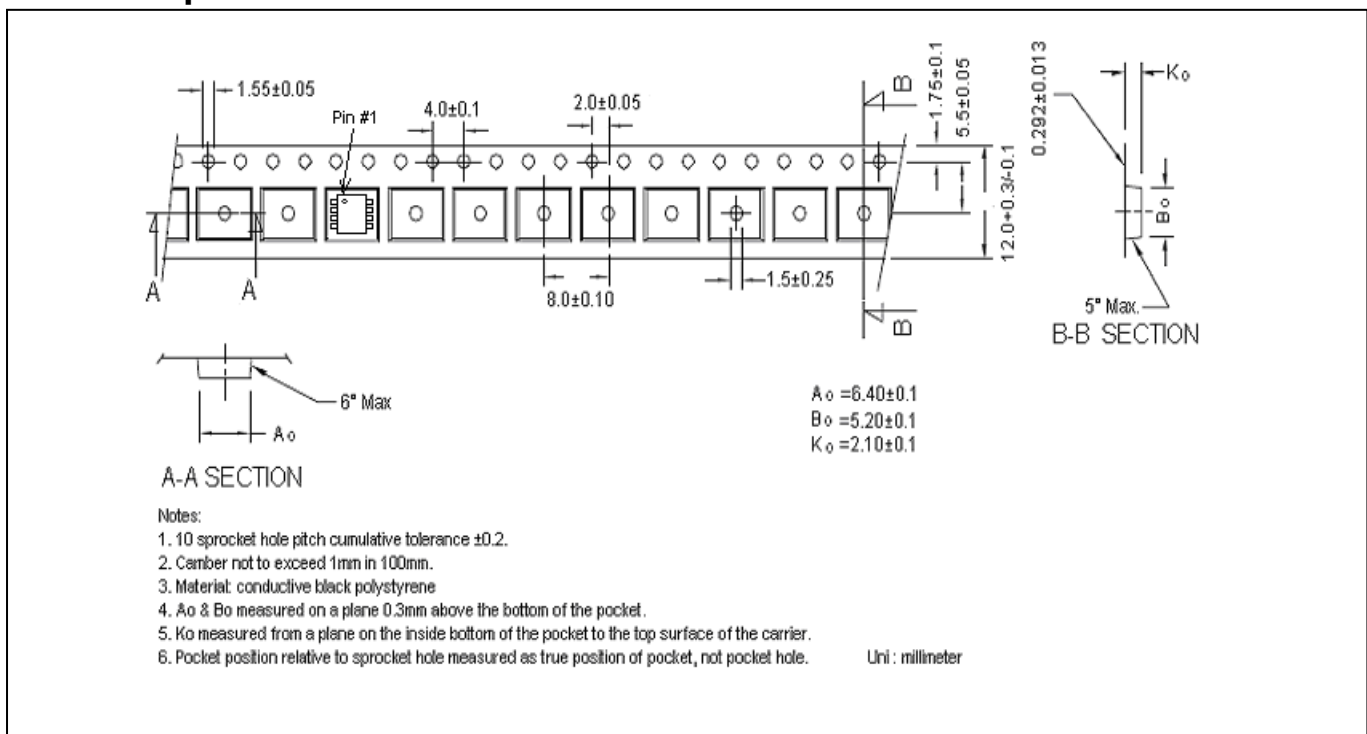 1.55±0.05
Pin #1
4.0±0.1
2.0±0.05
B
1.75±0.1
5.5±0.05
12.0+0.3/-0.1
0.292±0.013
Ko
Bo
5° Max.
B-B SECTION
A
A
8.0±0.10
1.5±0.25
B
6° Max
Ao
A-A SECTION
Ao =6.40±0.1
Bo =5.20±0.1
Ko =2.10±0.1
Notes:
1. 10 sprocket hole pitch cumulative tolerance ±0.2.
2. Camber not to exceed 1mm in 100mm.
3. Material: conductive black polystyrene
4. Ao & Bo measured on a plane 0.3mm above the bottom of the pocket.
5. Ko measured from a plane on the inside bottom of the pocket to the top surface of the carrier.
6. Pocket position relative to sprocket hole measured as true position of pocket, not pocket hole.
Uni : millimeter